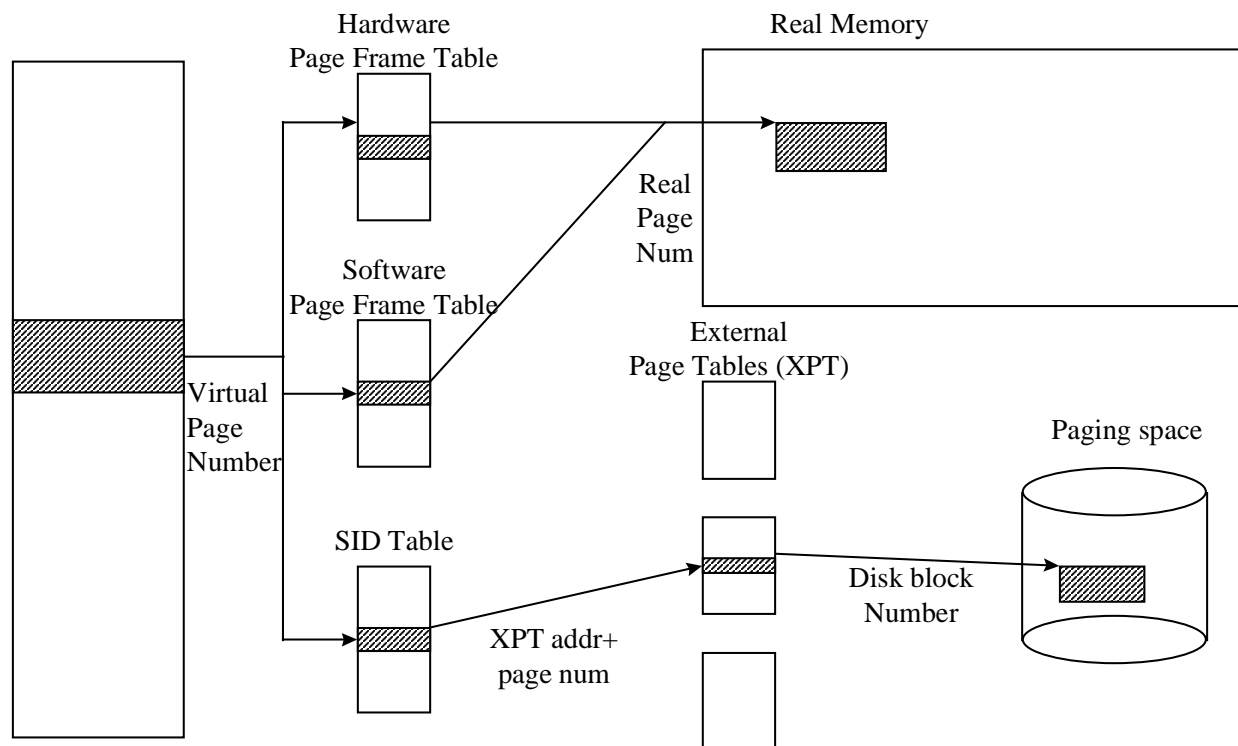 Hardware
Page Frame Table
Real Memory
Real
Page
Num
Software
Page Frame Table
External
Page Tables (XPT)
Virtual
Page
Number
Paging space
SID Table
Disk block
Number
XPT addr+
page num